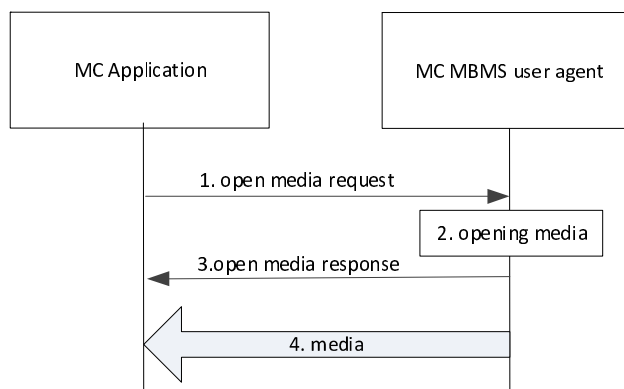 MC Application
MC MBMS user agent
1. open media request
2. opening media
3.open media response
4. media